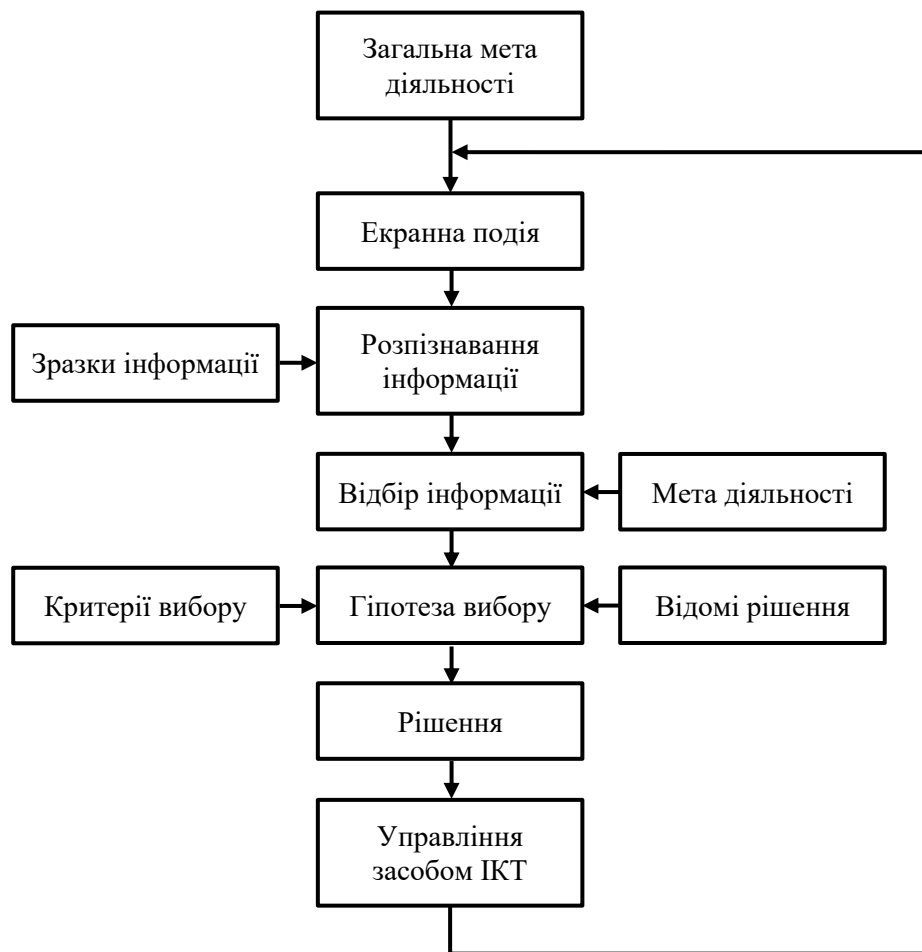 Загальна мета
діяльності
Екранна подія
Зразки інформації
Розпізнавання
інформації
Відбір інформації
Мета діяльності
Критерії вибору
Гіпотеза вибору
Відомі рішення
Рішення
Управління
засобом ІКТ